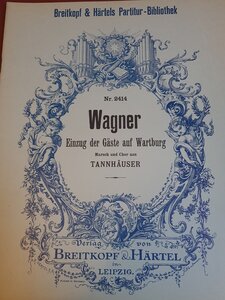 Breitkopf & Härtels Partitur-Bibliothek
Nr. 2414
Wagner
Einzug der Gäste auf Wartburg
Marsch und Chor aus
TANNHÄUSER
Verlag von
BREITKOPF & HÄRTEL
LEIPZIG.